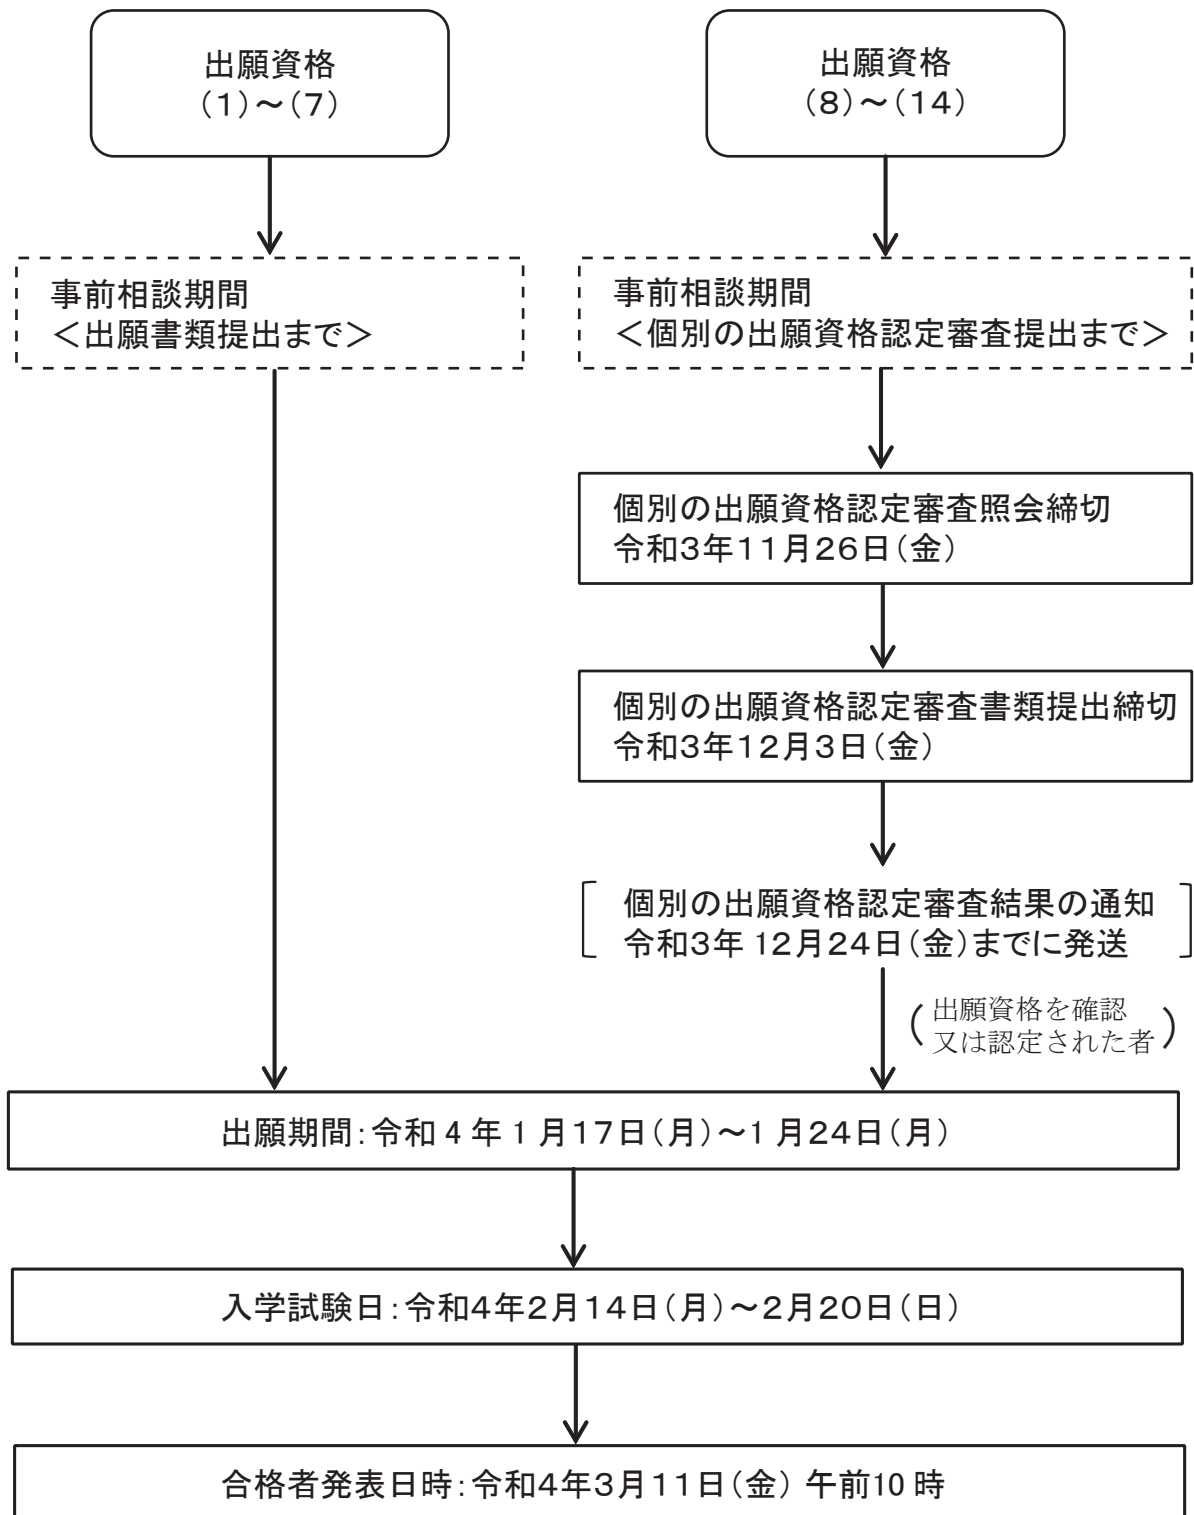 出願資格
(1)～(7)
出願資格
(8)～(14)
事前相談期間
＜出願書類提出まで＞
事前相談期間
＜個別の出願資格認定審査提出まで＞
個別の出願資格認定審査照会締切
令和3年11月26日(金)
個別の出願資格認定審査書類提出締切
令和3年12月3日(金)
個別の出願資格認定審査結果の通知
令和3年 12月24日(金)までに発送
出願資格を確認
又は認定された者
出願期間:令和 4 年 1 月17日(月)～1 月24日(月)
入学試験日:令和4年2月14日(月)～2月20日(日)
合格者発表日時:令和4年3月11日(金) 午前10 時